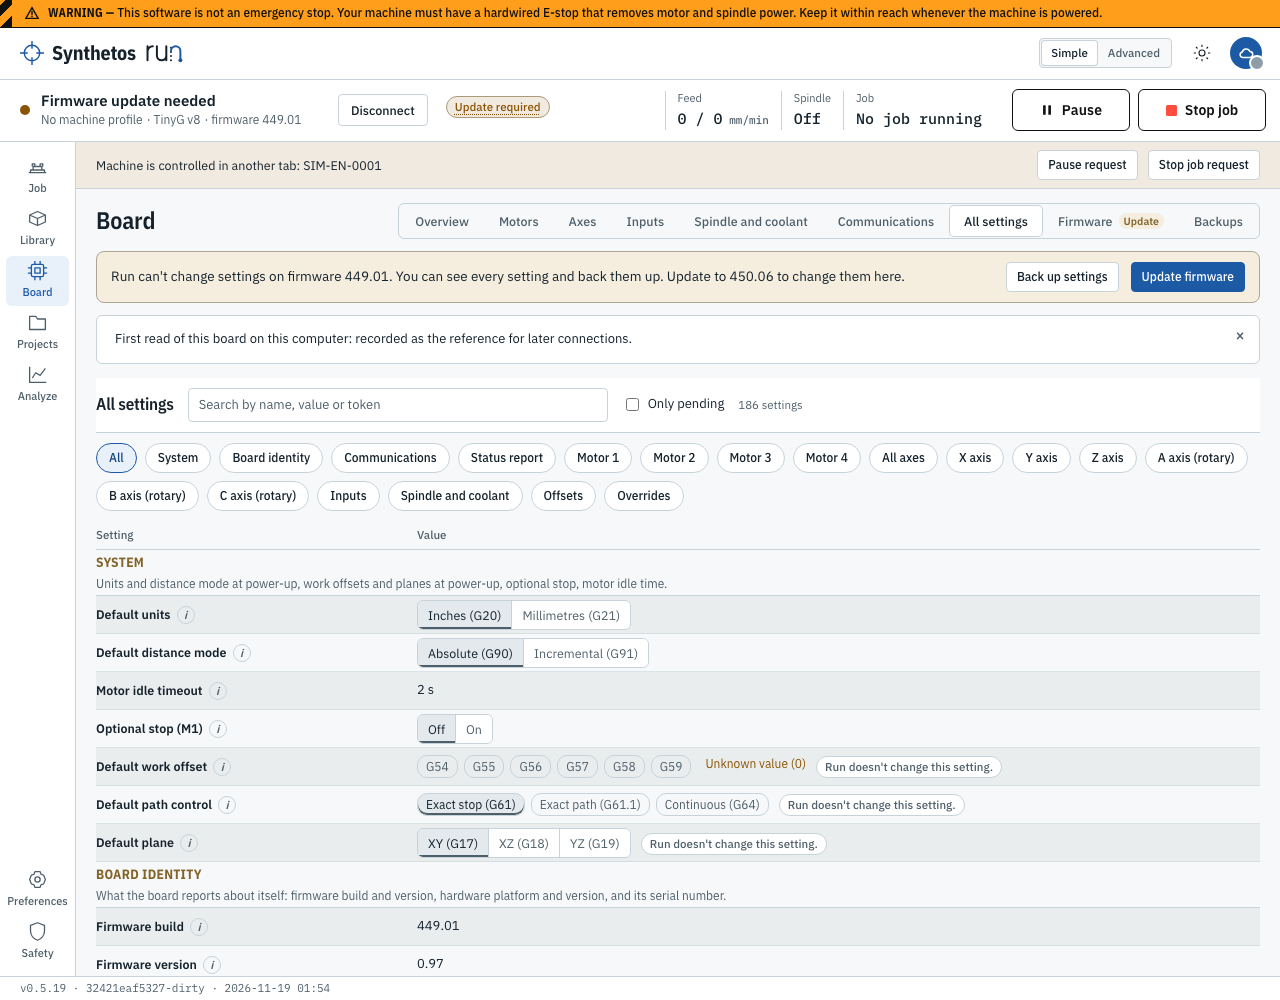 WARNING — This software is not an emergency stop. Your machine must have a hardwired E-stop that removes motor and spindle power. Keep it within reach whenever the machine is powered.
Synthetos run
Simple Advanced
Firmware update needed
No machine profile · TinyG v8 · firmware 449.01
Disconnect
Update required
Feed
0 / 0 mm/min
Spindle
Off
Job
No job running
Pause
Stop job
Job
Library
Board
Projects
Analyze
Preferences
Safety
Machine is controlled in another tab: SIM-EN-0001
Pause request
Stop job request
Board
Overview Motors Axes Inputs Spindle and coolant Communications All settings Firmware Update Backups
Run can't change settings on firmware 449.01. You can see every setting and back them up. Update to 450.06 to change them here.
Back up settings
Update firmware
First read of this board on this computer: recorded as the reference for later connections.
×
All settings
Search by name, value or token
Only pending
186 settings
All System Board identity Communications Status report Motor 1 Motor 2 Motor 3 Motor 4 All axes X axis Y axis Z axis A axis (rotary)
B axis (rotary) C axis (rotary) Inputs Spindle and coolant Offsets Overrides
Setting Value
SYSTEM
Units and distance mode at power-up, work offsets and planes at power-up, optional stop, motor idle time.
Default units i Inches (G20) Millimetres (G21)
Default distance mode i Absolute (G90) Incremental (G91)
Motor idle timeout i 2 s
Optional stop (M1) i Off On
Default work offset i G54 G55 G56 G57 G58 G59 Unknown value (0) Run doesn't change this setting.
Default path control i Exact stop (G61) Exact path (G61.1) Continuous (G64) Run doesn't change this setting.
Default plane i XY (G17) XZ (G18) YZ (G19) Run doesn't change this setting.
BOARD IDENTITY
What the board reports about itself: firmware build and version, hardware platform and version, and its serial number.
Firmware build i 449.01
Firmware version i 0.97
v0.5.19 · 32421eaf5327-dirty · 2026-11-19 01:54